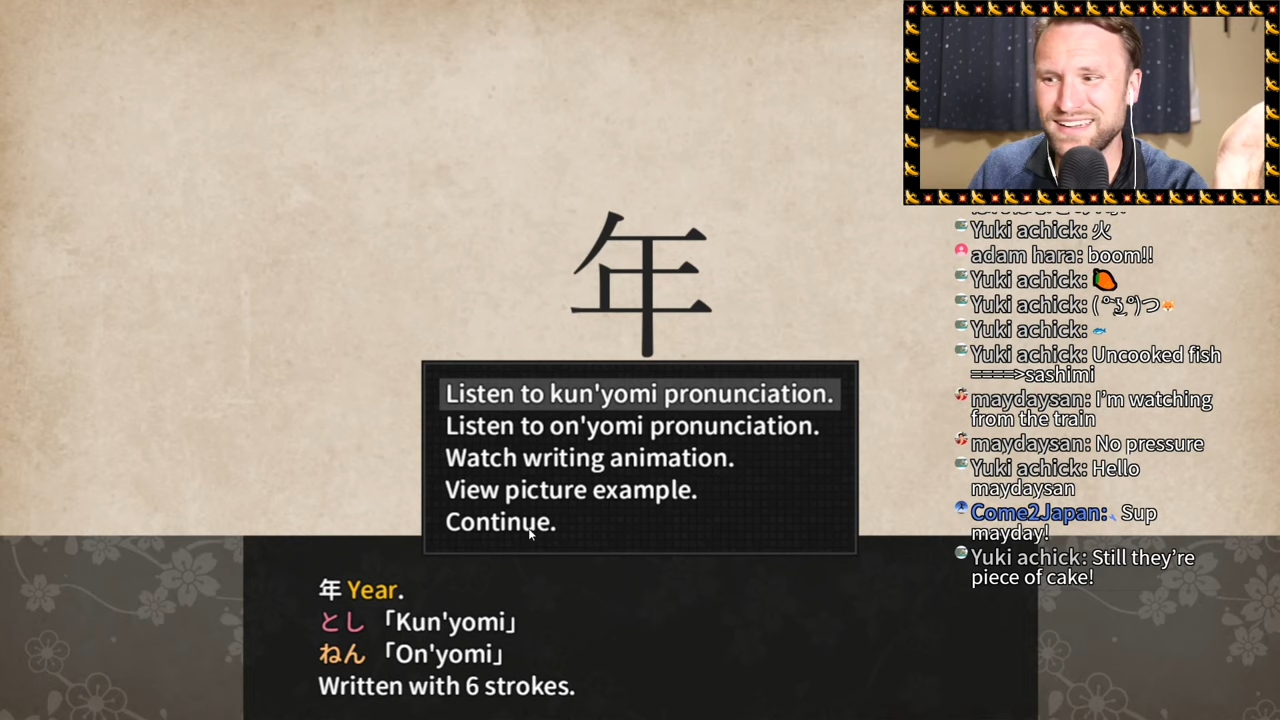 年
Listen to kun'yomi pronunciation.
Listen to on'yomi pronunciation.
Watch writing animation.
View picture example.
Continue.
年 Year.
とし 「Kun'yomi」
ねん 「On'yomi」
Written with 6 strokes.
Yuki achick: 火
adam hara: boom!!
Yuki achick: 🥭
Yuki achick: ( ͡° ͜ʖ ͡°)つ🦊
Yuki achick: 🐟
Yuki achick: Uncooked fish
====>sashimi
maydaysan: I'm watching
from the train
maydaysan: No pressure
Yuki achick: Hello
maydaysan
Come2Japan: Sup
mayday!
Yuki achick: Still they're
piece of cake!